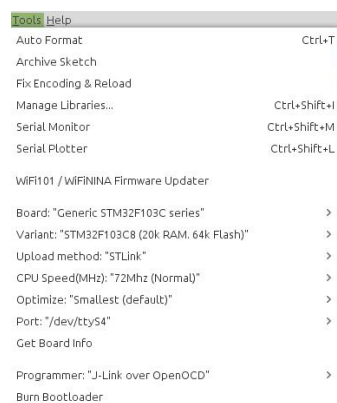 Tools Help
Auto Format Ctrl+T
Archive Sketch
Fix Encoding & Reload
Manage Libraries... Ctrl+Shift+I
Serial Monitor Ctrl+Shift+M
Serial Plotter Ctrl+Shift+L
WiFi101 / WiFiNINA Firmware Updater
Board: "Generic STM32F103C series" >
Variant: "STM32F103C8 (20k RAM. 64k Flash)" >
Upload method: "STLink" >
CPU Speed(MHz): "72Mhz (Normal)" >
Optimize: "Smallest (default)" >
Port: "/dev/ttyS4" >
Get Board Info
Programmer: "J-Link over OpenOCD" >
Burn Bootloader